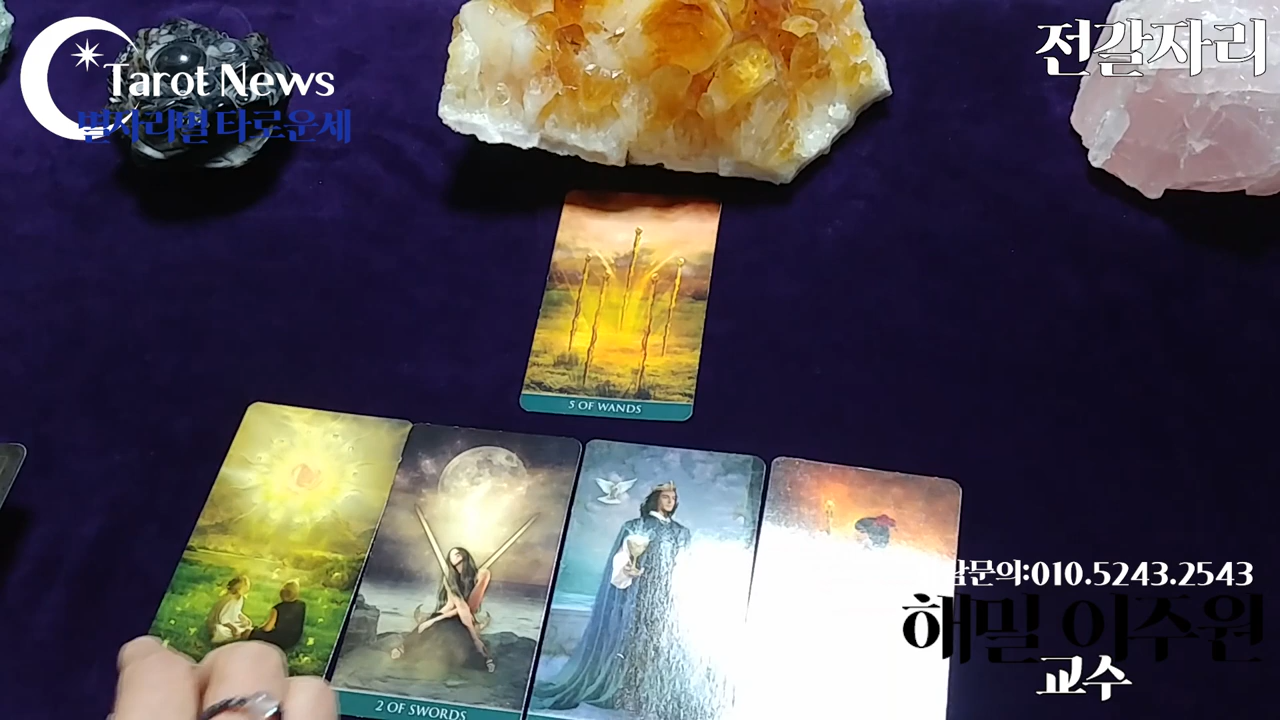 Tarot News
별자리별 타로운세
전갈자리
5 OF WANDS
2 OF SWORDS
상담문의:010.5243.2543
해밀 이주원
교수